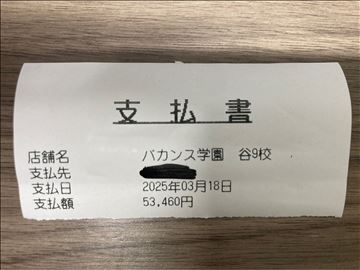 支払書
店舗名 バカンス学園 谷9校
支払先
支払日 2025年03月18日
支払額 53,460円